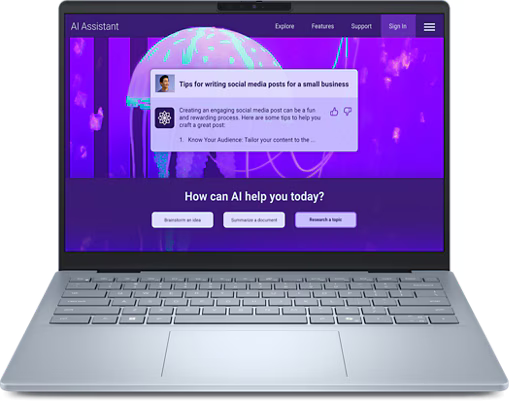 AI Assistant
Explore Features Support Sign In
Tips for writing social media posts for a small business
Creating an engaging social media post can be a fun
and rewarding process. Here are some tips to help you
craft a great post:
1. Know Your Audience: Tailor your content to the ...
How can AI help you today?
Brainstorm an idea Summarize a document Research a topic